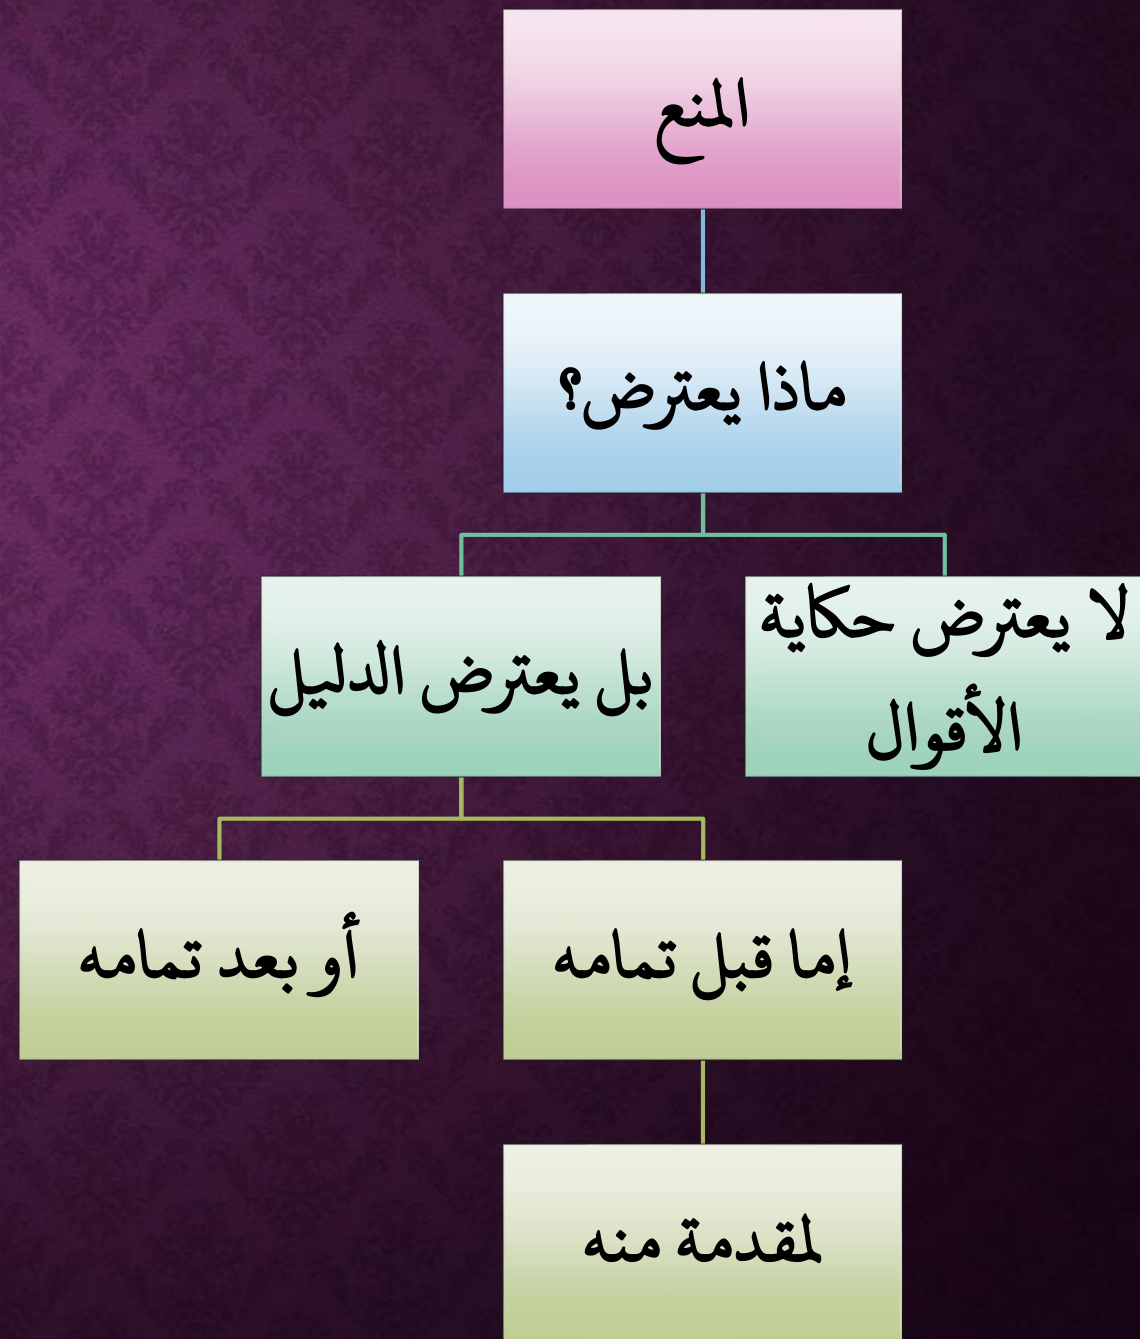 المنع
ماذا يعترض؟
لا يعترض حكاية
الأقوال
بل يعترض الدليل
إما قبل تمامه
أو بعد تمامه
لمقدمة منه